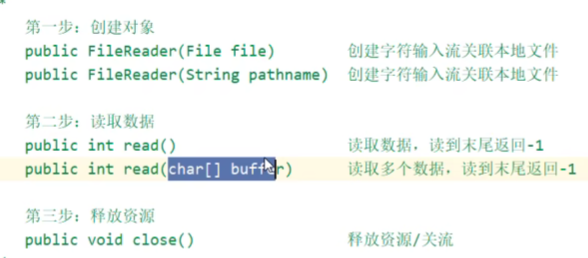 *
第一步：创建对象
public FileReader(File file) 创建字符输入流关联本地文件
public FileReader(String pathname) 创建字符输入流关联本地文件
第二步：读取数据
public int read() 读取数据，读到末尾返回-1
public int read(char[] buffer) 读取多个数据，读到末尾返回-1
第三步：释放资源
public void close() 释放资源/关流